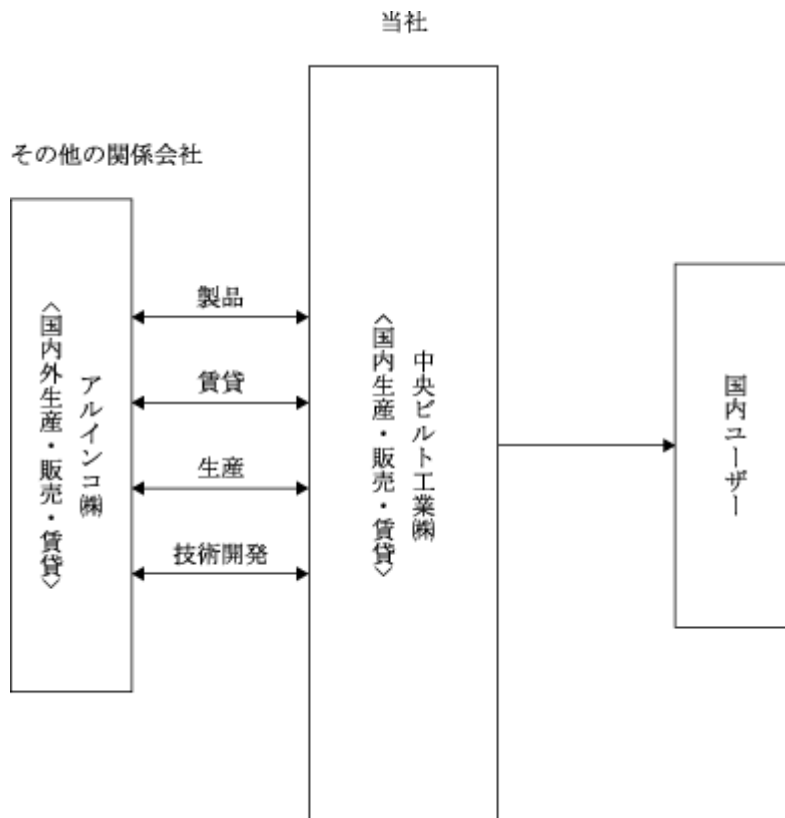 当社
その他の関係会社
アルインコ㈱
〈国内外生産・販売・賃貸〉
製品
賃貸
生産
技術開発
中央ビルト工業㈱
〈国内生産・販売・賃貸〉
国内ユーザー